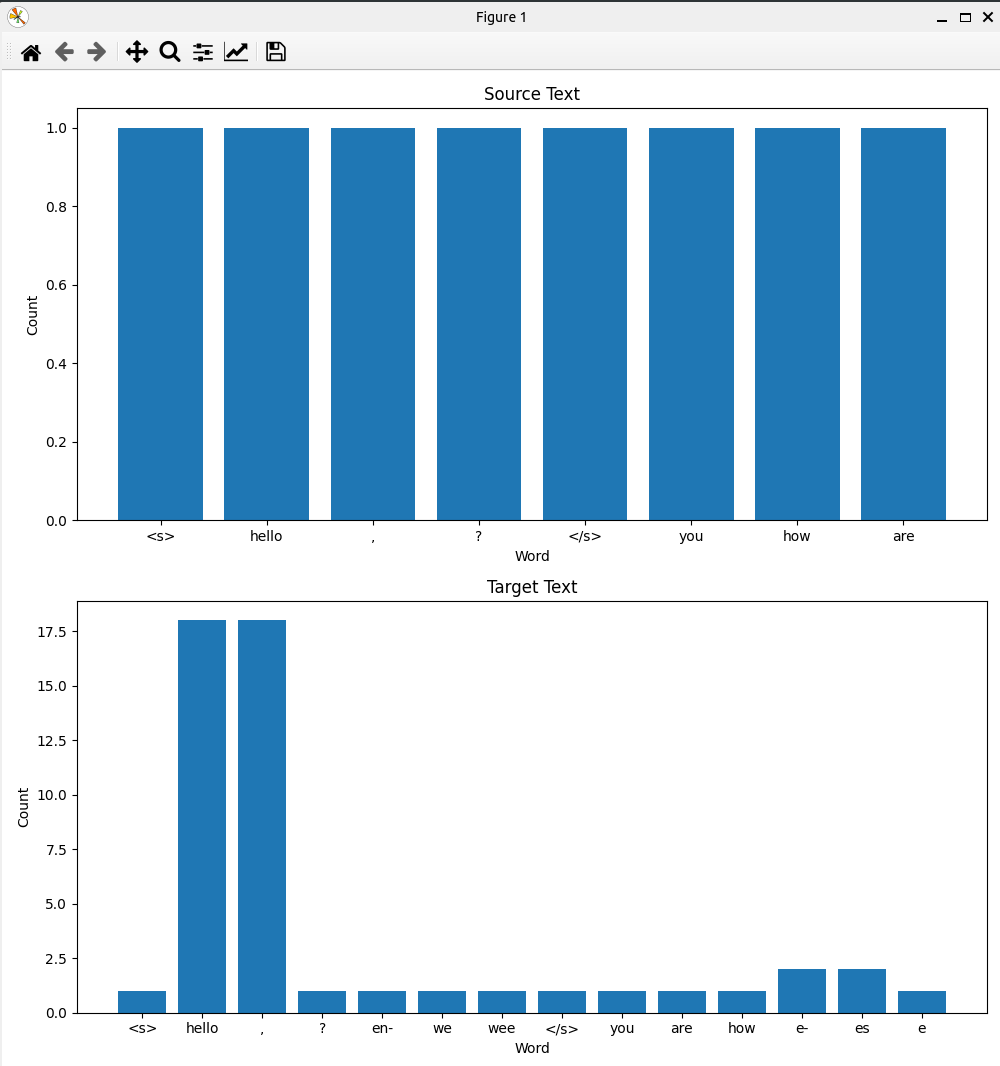 Figure 1
Source Text
Count
1.0
0.8
0.6
0.4
0.2
0.0
<s> hello , ? </s> you how are
Word
Target Text
Count
17.5
15.0
12.5
10.0
7.5
5.0
2.5
0.0
<s> hello , ? en- we wee </s> you are how e- es e
Word